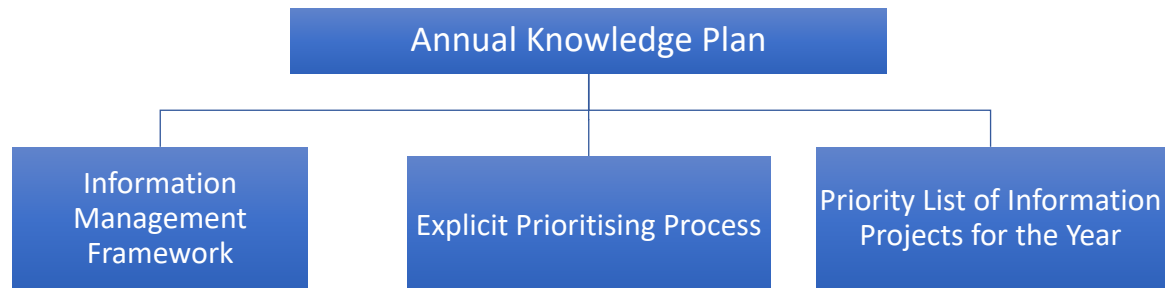 Annual Knowledge Plan
Information
Management
Framework
Explicit Prioritising Process
Priority List of Information
Projects for the Year